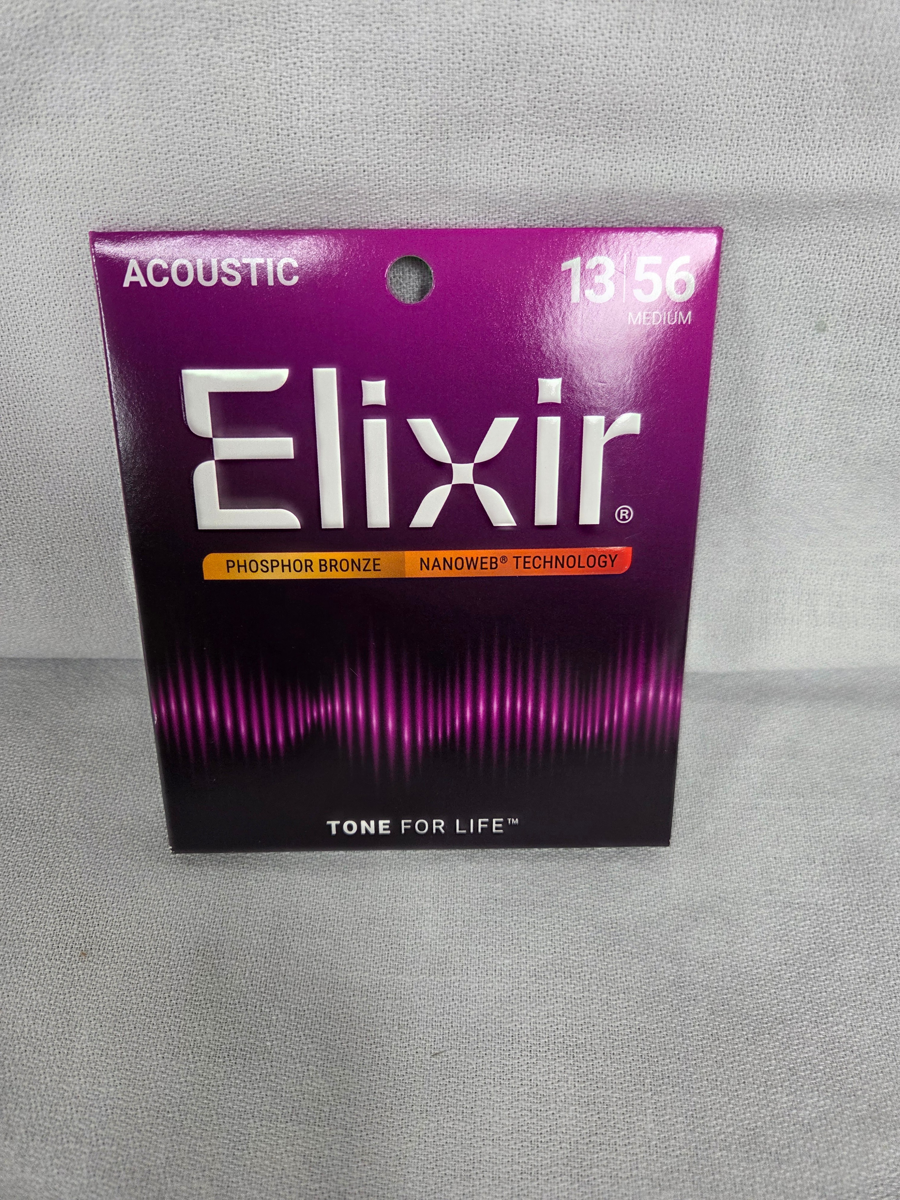 ACOUSTIC
13|56
MEDIUM
Elixir®
PHOSPHOR BRONZE NANOWEB® TECHNOLOGY
TONE FOR LIFE™